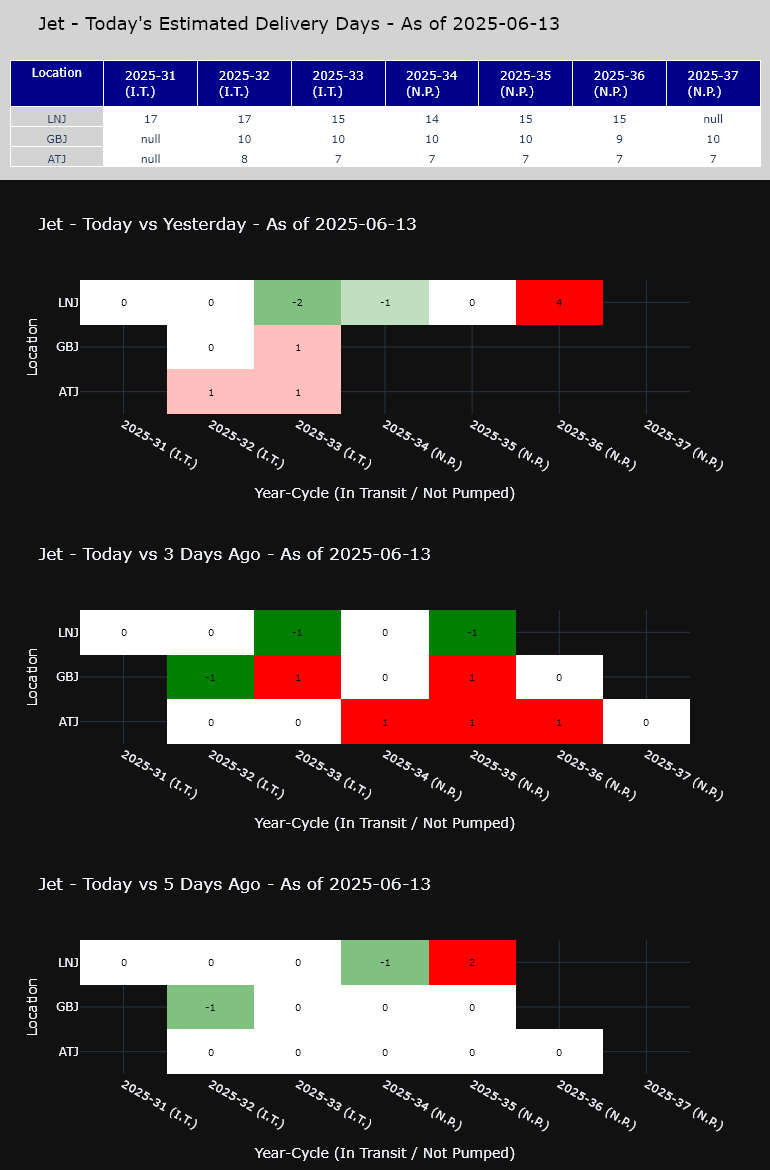 Jet - Today's Estimated Delivery Days - As of 2025-06-13
Location 2025-31 (I.T.) 2025-32 (I.T.) 2025-33 (I.T.) 2025-34 (N.P.) 2025-35 (N.P.) 2025-36 (N.P.) 2025-37 (N.P.)
LNJ 17 17 15 14 15 15 null
GBJ null 10 10 10 10 9 10
ATJ null 8 7 7 7 7 7
Jet - Today vs Yesterday - As of 2025-06-13
Location
LNJ 0 0 -2 -1 0 4
GBJ 0 1
ATJ 1 1
2025-31 (I.T.) 2025-32 (I.T.) 2025-33 (I.T.) 2025-34 (N.P.) 2025-35 (N.P.) 2025-36 (N.P.) 2025-37 (N.P.)
Year-Cycle (In Transit / Not Pumped)
Jet - Today vs 3 Days Ago - As of 2025-06-13
Location
LNJ 0 0 -1 0 -1
GBJ -1 1 0 1 0
ATJ 0 0 1 1 1 0
2025-31 (I.T.) 2025-32 (I.T.) 2025-33 (I.T.) 2025-34 (N.P.) 2025-35 (N.P.) 2025-36 (N.P.) 2025-37 (N.P.)
Year-Cycle (In Transit / Not Pumped)
Jet - Today vs 5 Days Ago - As of 2025-06-13
Location
LNJ 0 0 0 -1 2
GBJ -1 0 0 0
ATJ 0 0 0 0 0
2025-31 (I.T.) 2025-32 (I.T.) 2025-33 (I.T.) 2025-34 (N.P.) 2025-35 (N.P.) 2025-36 (N.P.) 2025-37 (N.P.)
Year-Cycle (In Transit / Not Pumped)